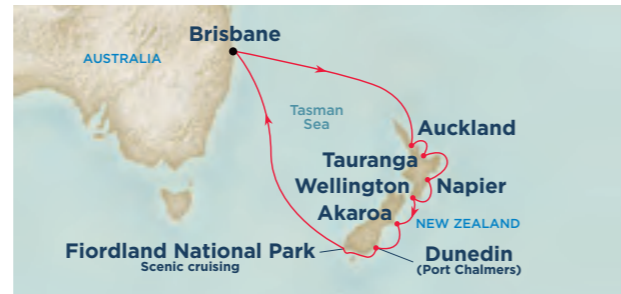 Brisbane
AUSTRALIA
Tasman
Sea
Auckland
Tauranga
Wellington
Napier
Akaroa
NEW ZEALAND
Fiordland National Park
Scenic cruising
Dunedin
(Port Chalmers)